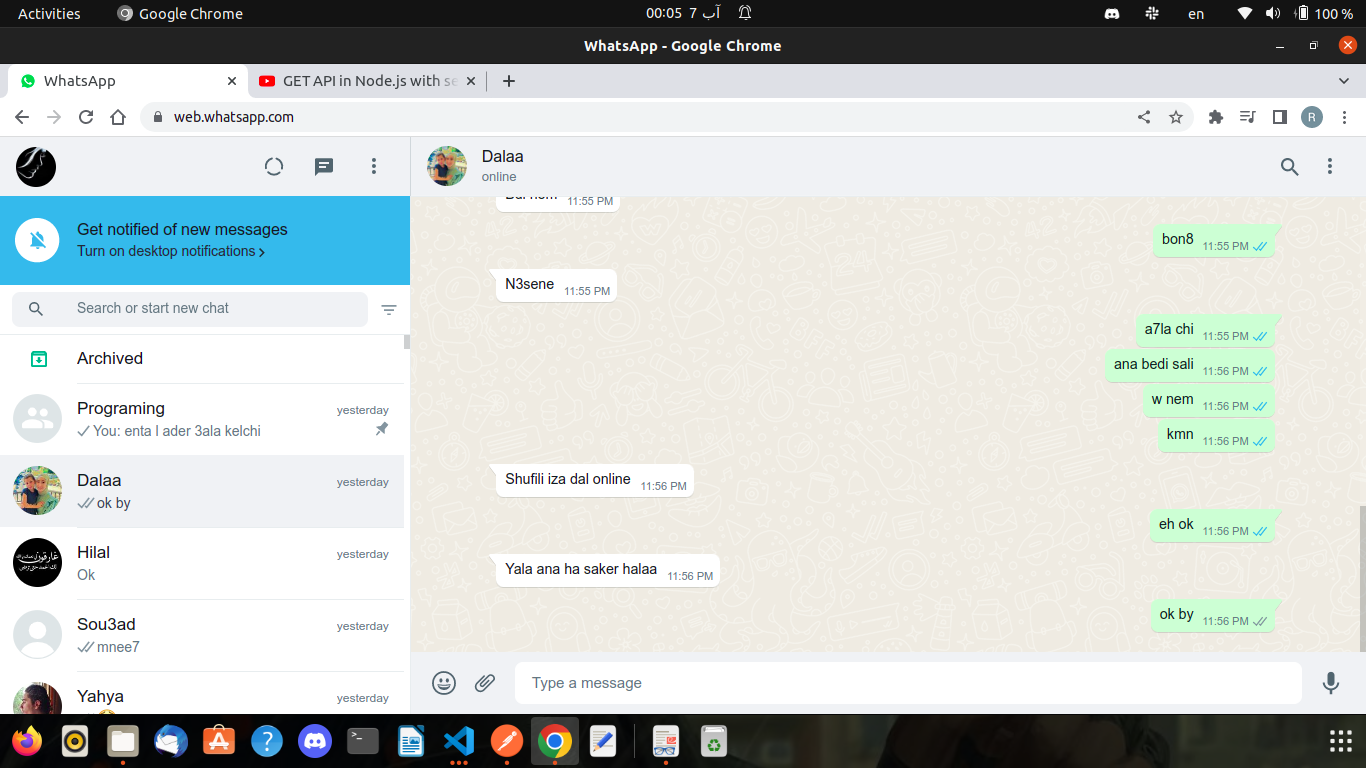 Activities
Google Chrome
00:05 7 آب
en
100 %
WhatsApp - Google Chrome
WhatsApp
GET API in Node.js with se
web.whatsapp.com
R
Get notified of new messages
Turn on desktop notifications
Search or start new chat
Archived
Programing
yesterday
You: enta l ader 3ala kelchi
Dalaa
yesterday
ok by
Hilal
yesterday
Ok
Sou3ad
yesterday
mnee7
Yahya
yesterday
Dalaa
online
11:55 PM
bon8 11:55 PM
N3sene 11:55 PM
a7la chi 11:55 PM
ana bedi sali 11:56 PM
w nem 11:56 PM
kmn 11:56 PM
Shufili iza dal online 11:56 PM
eh ok 11:56 PM
Yala ana ha saker halaa 11:56 PM
ok by 11:56 PM
Type a message